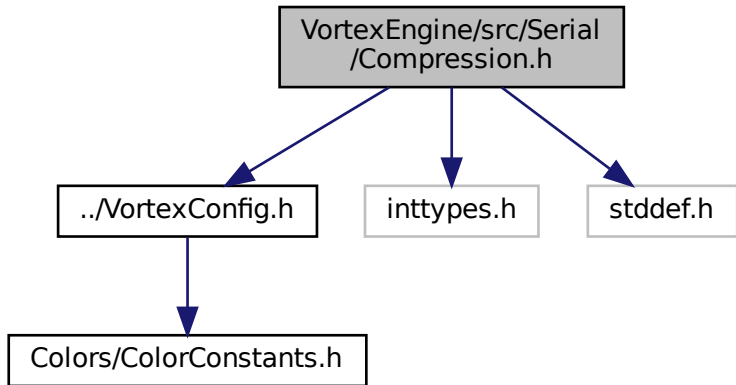 VortexEngine/src/Serial
/Compression.h
../VortexConfig.h
inttypes.h
stddef.h
Colors/ColorConstants.h